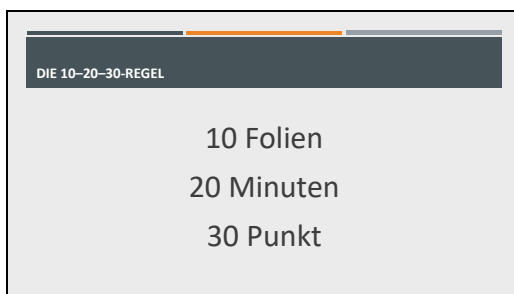 DIE 10–20–30-REGEL
10 Folien
20 Minuten
30 Punkt